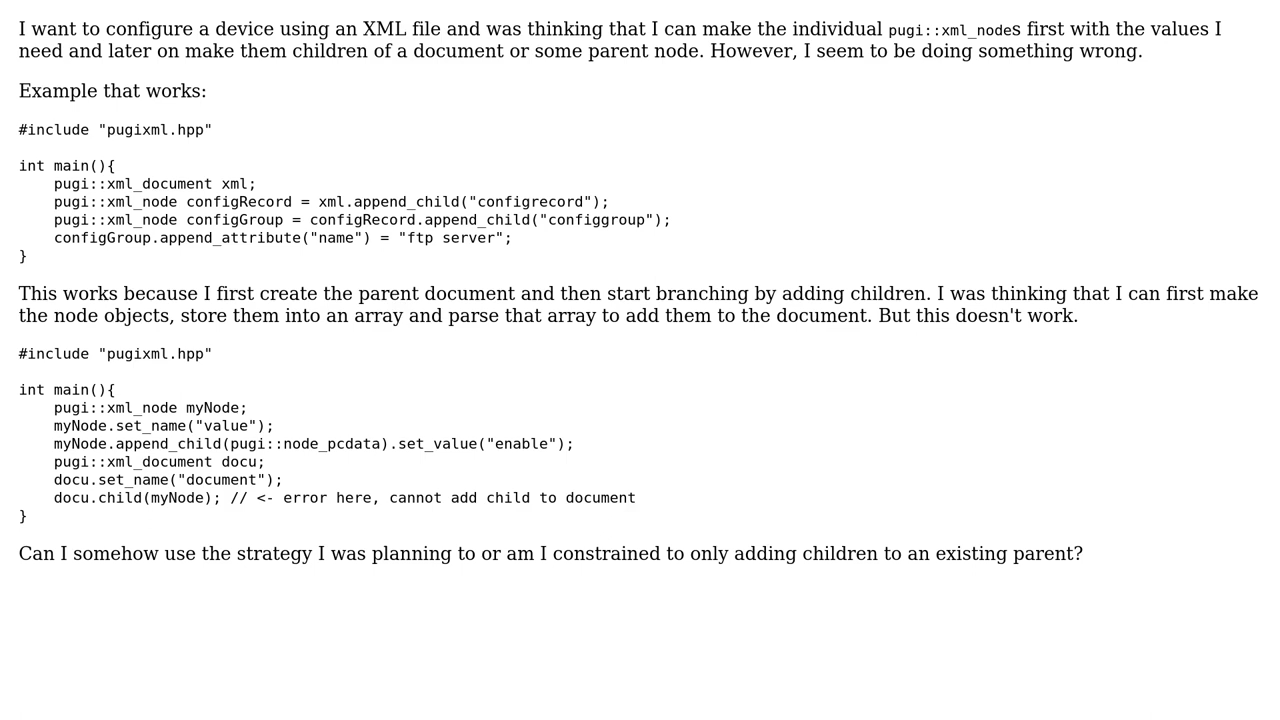 I want to configure a device using an XML file and was thinking that I can make the individual pugi::xml_nodes first with the values I
need and later on make them children of a document or some parent node. However, I seem to be doing something wrong.
Example that works:
#include "pugixml.hpp"
int main(){
    pugi::xml_document xml;
    pugi::xml_node configRecord = xml.append_child("configrecord");
    pugi::xml_node configGroup = configRecord.append_child("configgroup");
    configGroup.append_attribute("name") = "ftp server";
}
This works because I first create the parent document and then start branching by adding children. I was thinking that I can first make
the node objects, store them into an array and parse that array to add them to the document. But this doesn't work.
#include "pugixml.hpp"
int main(){
    pugi::xml_node myNode;
    myNode.set_name("value");
    myNode.append_child(pugi::node_pcdata).set_value("enable");
    pugi::xml_document docu;
    docu.set_name("document");
    docu.child(myNode); // <- error here, cannot add child to document
}
Can I somehow use the strategy I was planning to or am I constrained to only adding children to an existing parent?